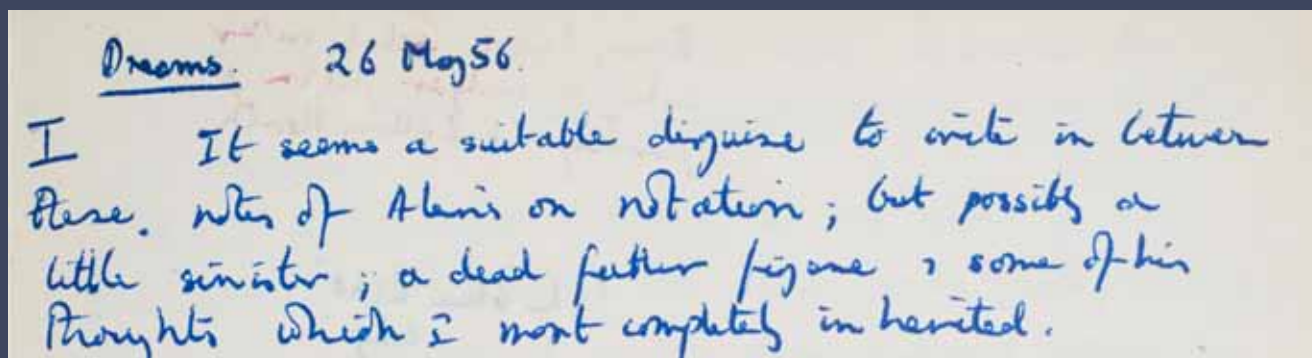 Dreams. 26 May 56.
I It seems a suitable disguise to write in between
these. notes of Alan's on notation; but possibly a
little sinister; a dead father figure & some of his
thoughts which I most completely inherited.